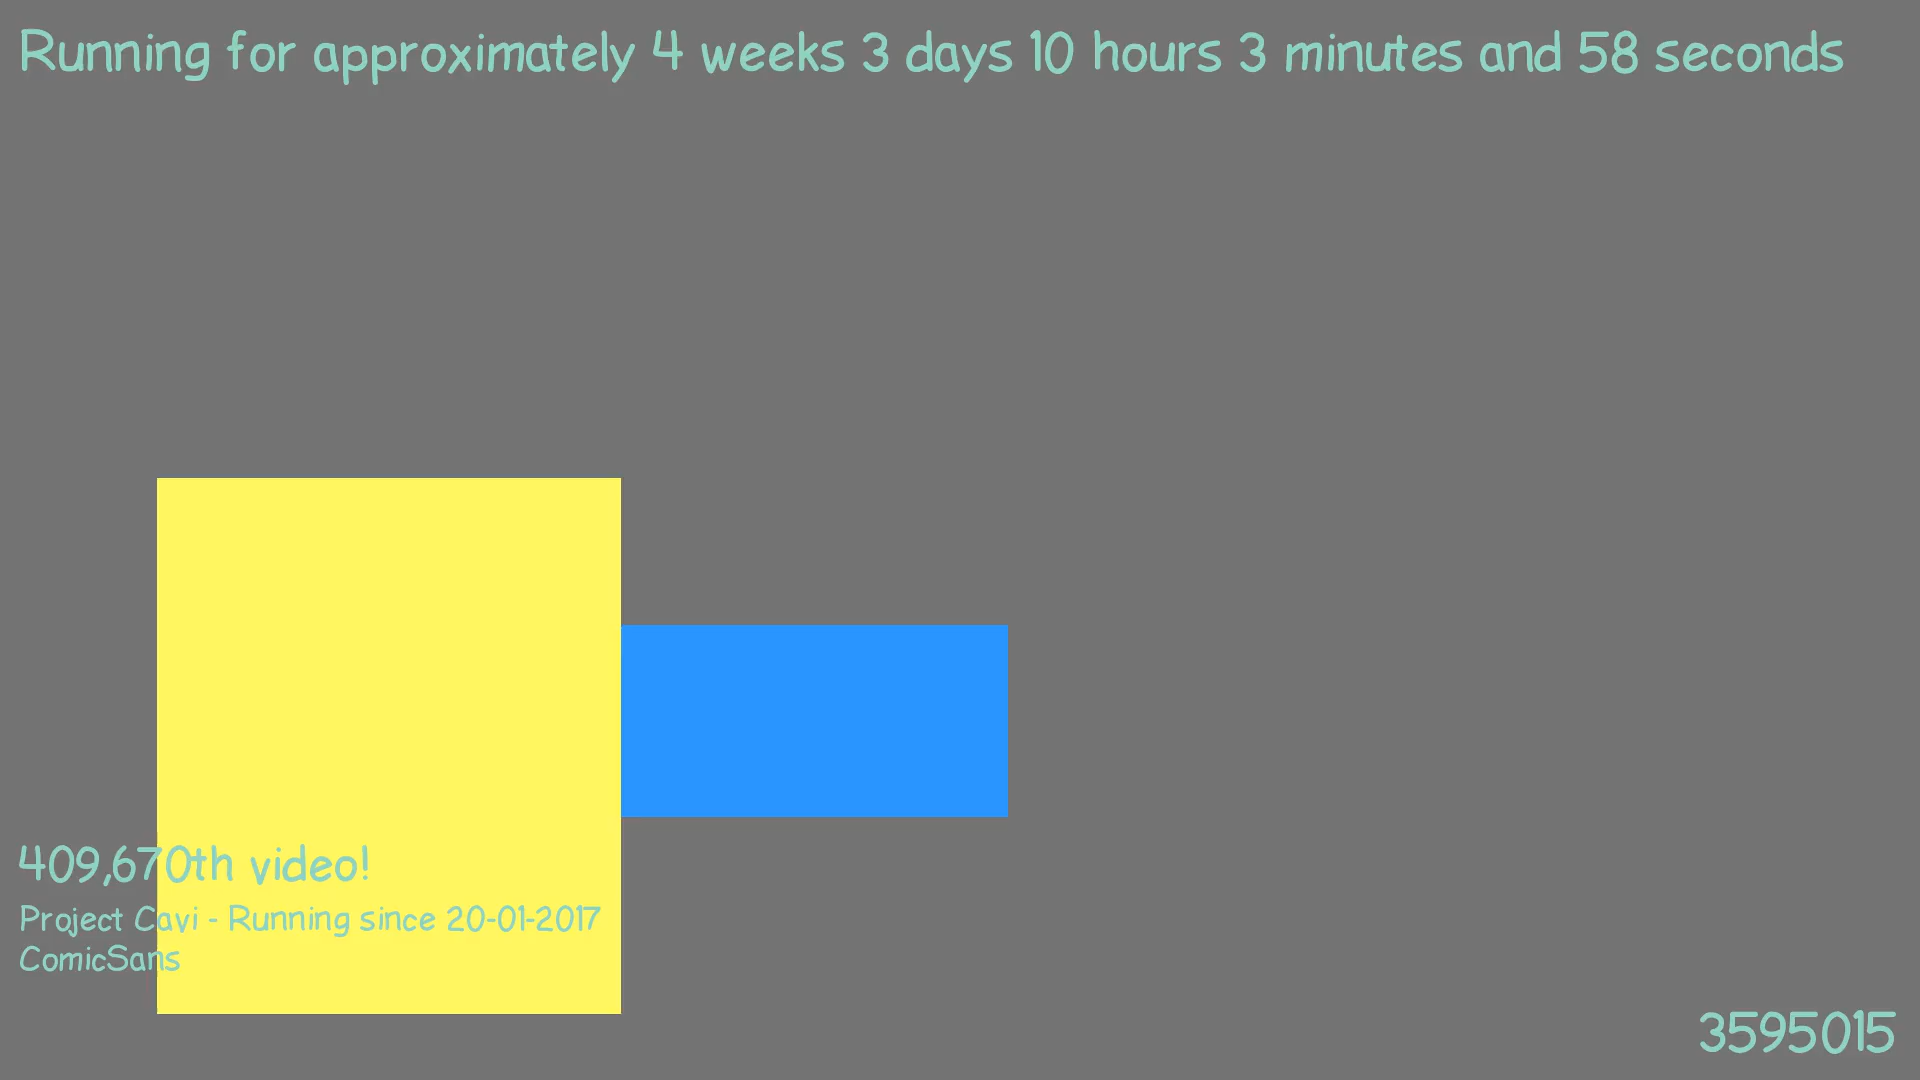 Running for approximately 4 weeks 3 days 10 hours 3 minutes and 58 seconds
409,670th video!
Project Cavi - Running since 20-01-2017
ComicSans
3595015